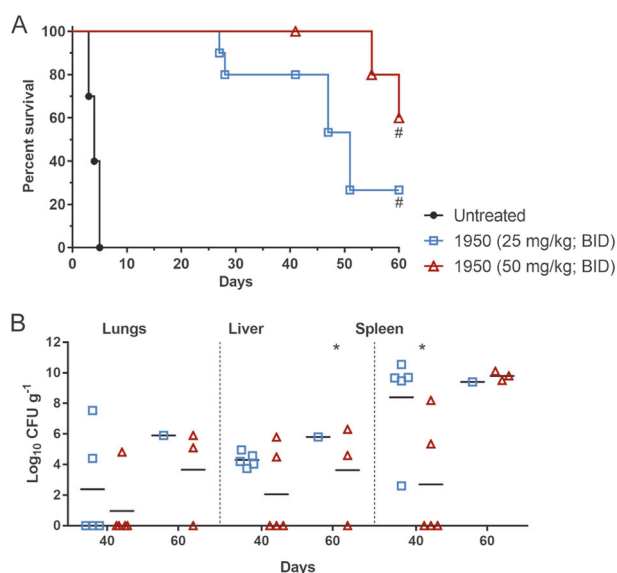 A
100
80
60
40
20
0
Percent survival
0 10 20 30 40 50 60
Days
#
#
Untreated
1950 (25 mg/kg; BID)
1950 (50 mg/kg; BID)
B
Lungs Liver Spleen
* *
12
10
8
6
4
2
0
Log10 CFU g-1
40 60 40 60 40 60
Days